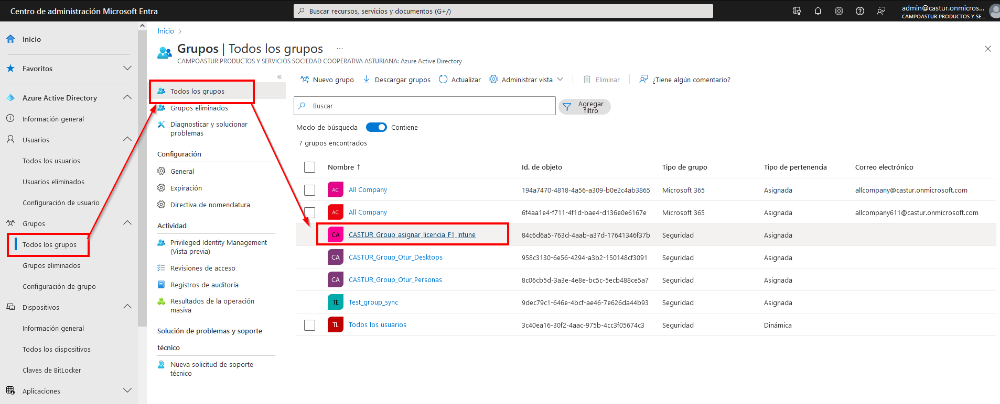 Centro de administración Microsoft Entra
Buscar recursos, servicios y documentos (G+/)
admin@castur.onmicros...
CAMPOASTUR PRODUCTOS Y SE...
Inicio
Favoritos
Azure Active Directory
Información general
Usuarios
Todos los usuarios
Usuarios eliminados
Configuración de usuario
Grupos
Todos los grupos
Grupos eliminados
Configuración de grupo
Dispositivos
Información general
Todos los dispositivos
Claves de BitLocker
Aplicaciones
Inicio >
Grupos | Todos los grupos ...
CAMPOASTUR PRODUCTOS Y SERVICIOS SOCIEDAD COOPERATIVA ASTURIANA: Azure Active Directory
«
Todos los grupos
Grupos eliminados
Diagnosticar y solucionar
problemas
Configuración
General
Expiración
Directiva de nomenclatura
Actividad
Privileged Identity Management
(Vista previa)
Revisiones de acceso
Registros de auditoría
Resultados de la operación
masiva
Solución de problemas y soporte
técnico
Nueva solicitud de soporte
técnico
Nuevo grupo Descargar grupos Actualizar Administrar vista Eliminar ¿Tiene algún comentario?
Buscar
Agregar
filtro
Modo de búsqueda Contiene
7 grupos encontrados
Nombre ↑ Id. de objeto Tipo de grupo Tipo de pertenencia Correo electrónico
AC All Company 194a7470-4818-4a56-a309-b0e2c4ab3865 Microsoft 365 Asignada allcompany@castur.onmicrosoft.com
AC All Company 6f4aa1e4-f711-4f1d-bae4-d136e0e6167e Microsoft 365 Asignada allcompany611@castur.onmicrosoft.com
CA CASTUR_Group_asignar_licencia_F1_Intune 84c6d6a5-763d-4aab-a37d-17641346f37b Seguridad Asignada
CA CASTUR_Group_Otur_Desktops 958c3130-6e56-4294-a3b2-150148cf3091 Seguridad Asignada
CA CASTUR_Group_Otur_Personas 8c06cb5d-3a3e-4e8e-bc5c-5ecb488ce5a7 Seguridad Asignada
TE Test_group_sync 9dec79c1-646e-4bcf-ae46-7e626da44b93 Seguridad Asignada
TL Todos los usuarios 3c40ea16-30f2-4aac-975b-4cc3f05674c3 Seguridad Dinámica